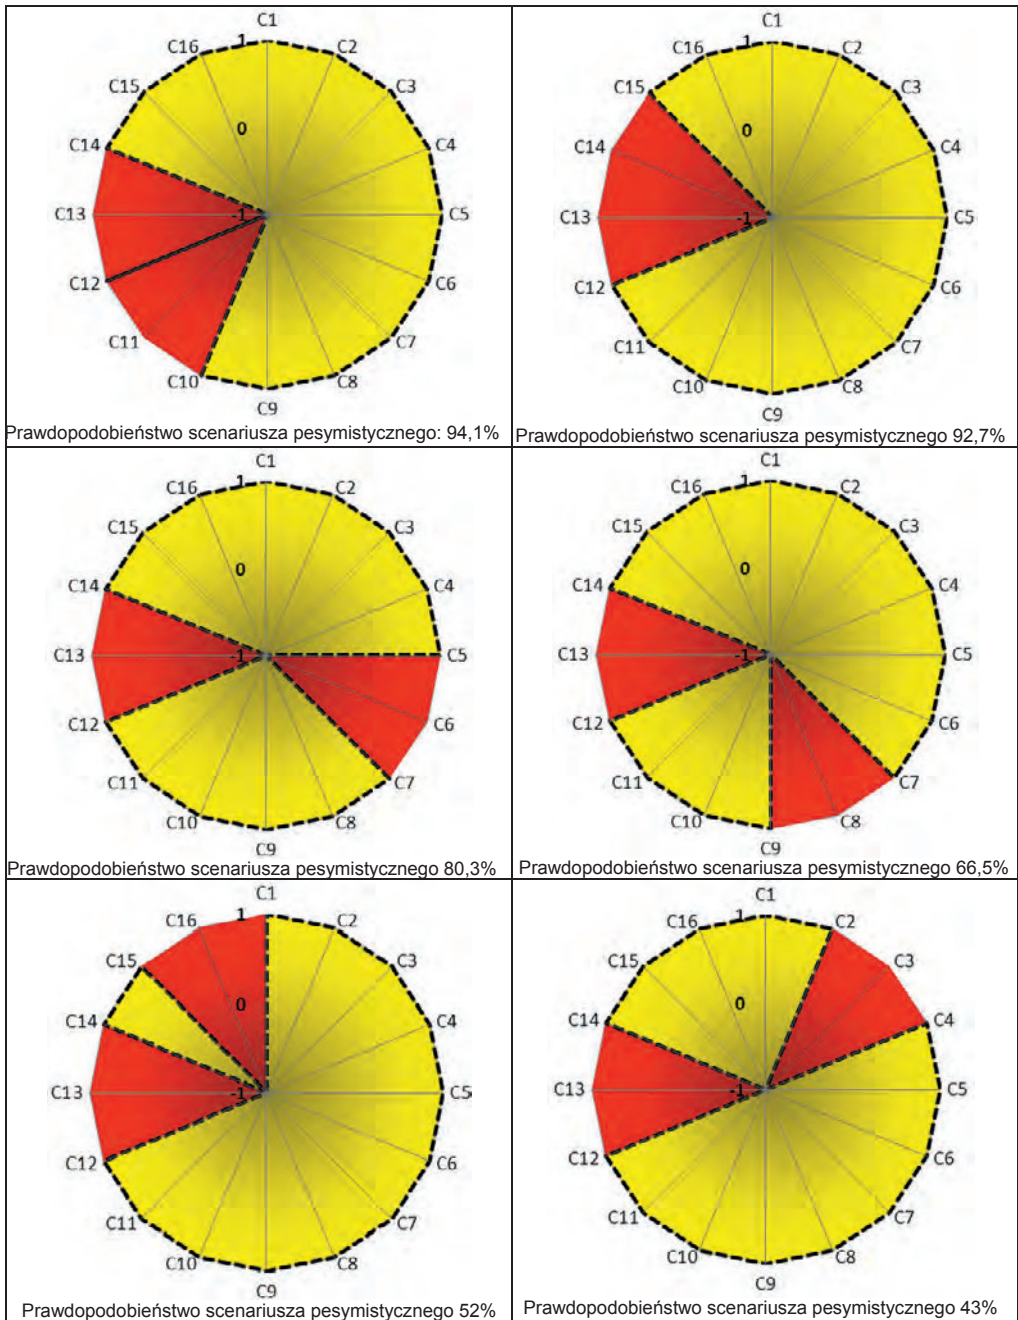 C1
1
C16
C2
C15
C3
0
C14
C4
C13
-1
C5
C12
C6
C11
C7
C10
C8
C9
Prawdopodobieństwo scenariusza pesymistycznego: 94,1%
C1
1
C16
C2
C15
C3
0
C14
C4
C13
-1
C5
C12
C6
C11
C7
C10
C8
C9
Prawdopodobieństwo scenariusza pesymistycznego 92,7%
C1
1
C16
C2
C15
C3
0
C14
C4
C13
-1
C5
C12
C6
C11
C7
C10
C8
C9
Prawdopodobieństwo scenariusza pesymistycznego 80,3%
C1
1
C16
C2
C15
C3
0
C14
C4
C13
-1
C5
C12
C6
C11
C7
C10
C8
C9
Prawdopodobieństwo scenariusza pesymistycznego 66,5%
C1
1
C16
C2
C15
C3
0
C14
C4
C13
-1
C5
C12
C6
C11
C7
C10
C8
C9
Prawdopodobieństwo scenariusza pesymistycznego 52%
C1
1
C16
C2
C15
C3
0
C14
C4
C13
-1
C5
C12
C6
C11
C7
C10
C8
C9
Prawdopodobieństwo scenariusza pesymistycznego 43%